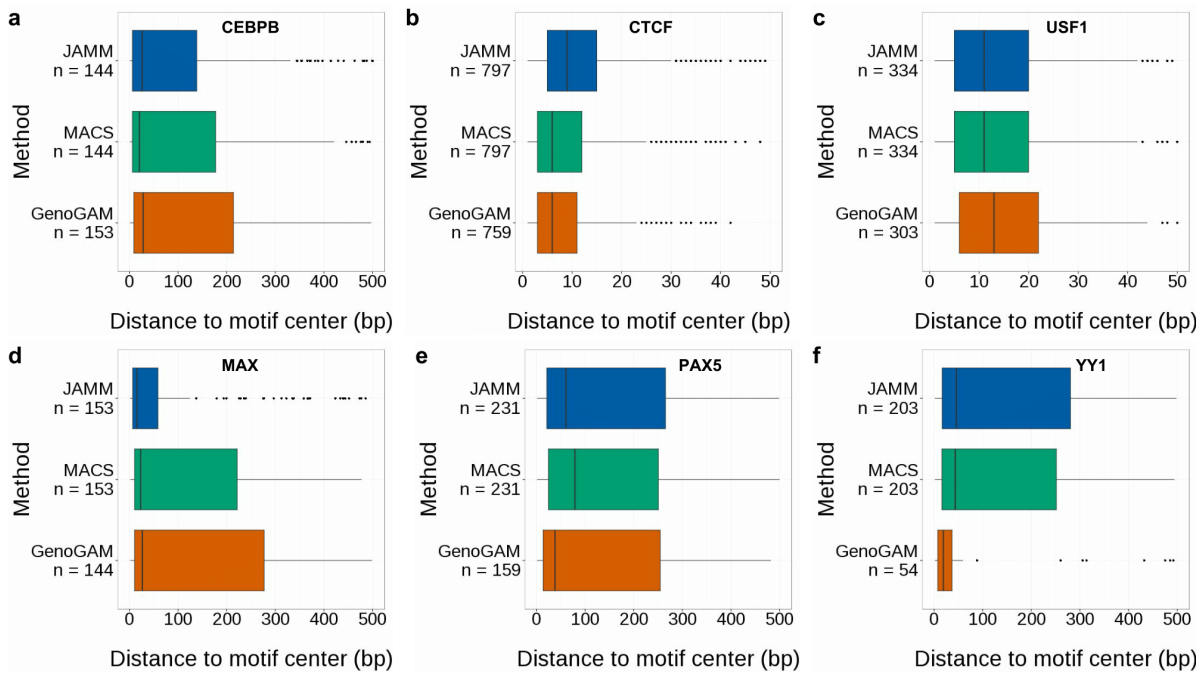 a
CEBPB
JAMM
n = 144
MACS
n = 144
GenoGAM
n = 153
Method
0 100 200 300 400 500
Distance to motif center (bp)
b
CTCF
JAMM
n = 797
MACS
n = 797
GenoGAM
n = 759
Method
0 10 20 30 40 50
Distance to motif center (bp)
c
USF1
JAMM
n = 334
MACS
n = 334
GenoGAM
n = 303
Method
0 10 20 30 40 50
Distance to motif center (bp)
d
MAX
JAMM
n = 153
MACS
n = 153
GenoGAM
n = 144
Method
0 100 200 300 400 500
Distance to motif center (bp)
e
PAX5
JAMM
n = 231
MACS
n = 231
GenoGAM
n = 159
Method
0 100 200 300 400 500
Distance to motif center (bp)
f
YY1
JAMM
n = 203
MACS
n = 203
GenoGAM
n = 54
Method
0 100 200 300 400 500
Distance to motif center (bp)